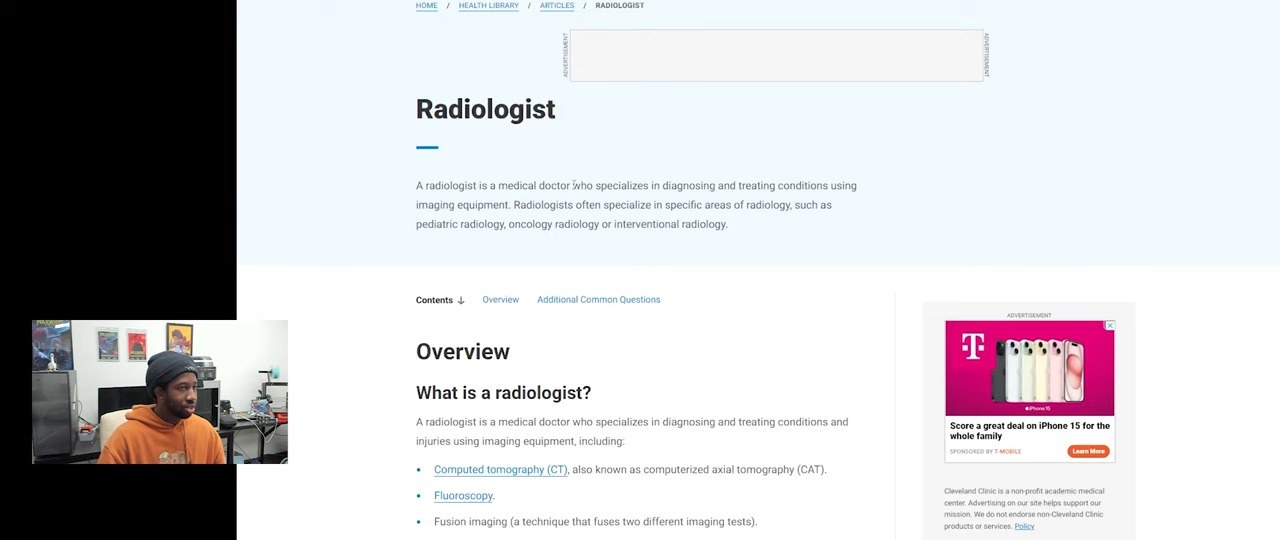 HOME / HEALTH LIBRARY / ARTICLES / RADIOLOGIST
ADVERTISEMENT
ADVERTISEMENT
Radiologist
A radiologist is a medical doctor who specializes in diagnosing and treating conditions using
imaging equipment. Radiologists often specialize in specific areas of radiology, such as
pediatric radiology, oncology radiology or interventional radiology.
Contents ↓ Overview Additional Common Questions
Overview
What is a radiologist?
A radiologist is a medical doctor who specializes in diagnosing and treating conditions and
injuries using imaging equipment, including:
• Computed tomography (CT), also known as computerized axial tomography (CAT).
• Fluoroscopy.
• Fusion imaging (a technique that fuses two different imaging tests).
ADVERTISEMENT
T
iPhone 15
Score a great deal on iPhone 15 for the
whole family
SPONSORED BY T-MOBILE
Learn More
Cleveland Clinic is a non-profit academic medical
center. Advertising on our site helps support our
mission. We do not endorse non-Cleveland Clinic
products or services. Policy